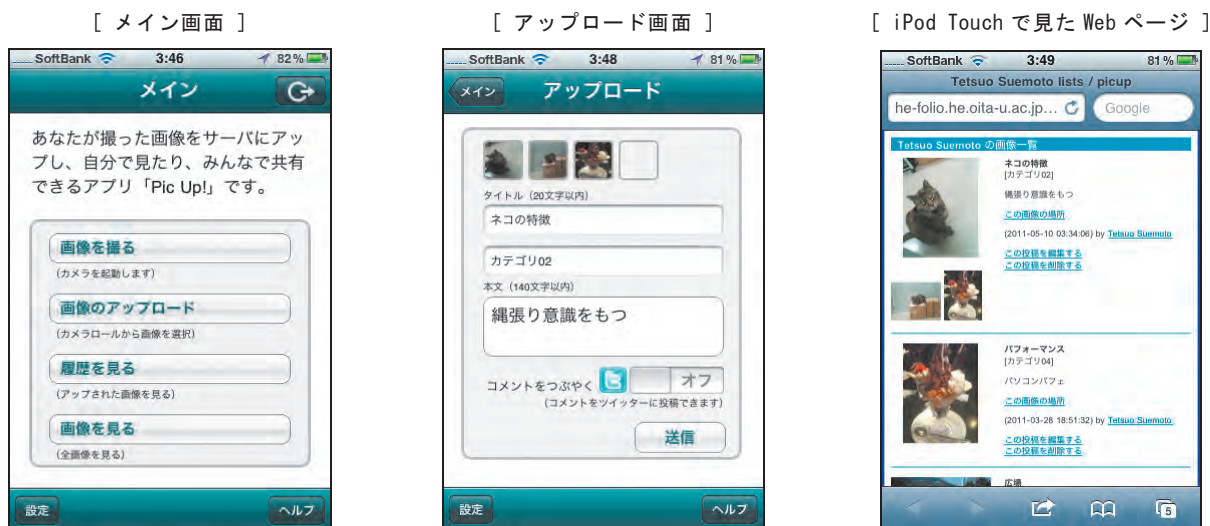 [ メイン画面 ]
SoftBank 3:46 82%
メイン
あなたが撮った画像をサーバにアッ
プし、自分で見たり、みんなで共有
できるアプリ「Pic Up!」です。
画像を撮る
(カメラを起動します)
画像のアップロード
(カメラロールから画像を選択)
履歴を見る
(アップされた画像を見る)
画像を見る
(全画像を見る)
設定 ヘルプ
[ アップロード画面 ]
SoftBank 3:48 81%
メイン アップロード
タイトル (20文字以内)
ネコの特徴
カテゴリ02
本文 (140文字以内)
縄張り意識をもつ
コメントをつぶやく オフ
(コメントをツイッターに投稿できます)
送信
設定 ヘルプ
[ iPod Touch で見た Web ページ ]
SoftBank 3:49 81%
Tetsuo Suemoto lists / picup
he-folio.he.oita-u.ac.jp... Google
Tetsuo Suemoto の画像一覧
ネコの特徴
[カテゴリ02]
縄張り意識をもつ
この画像の場所
(2011-05-10 03:34:06) by Tetsuo Suemoto
この投稿を編集する
この投稿を削除する
パフォーマンス
[カテゴリ04]
パソコンパフェ
この画像の場所
(2011-03-28 18:51:32) by Tetsuo Suemoto
この投稿を編集する
この投稿を削除する
広場
5